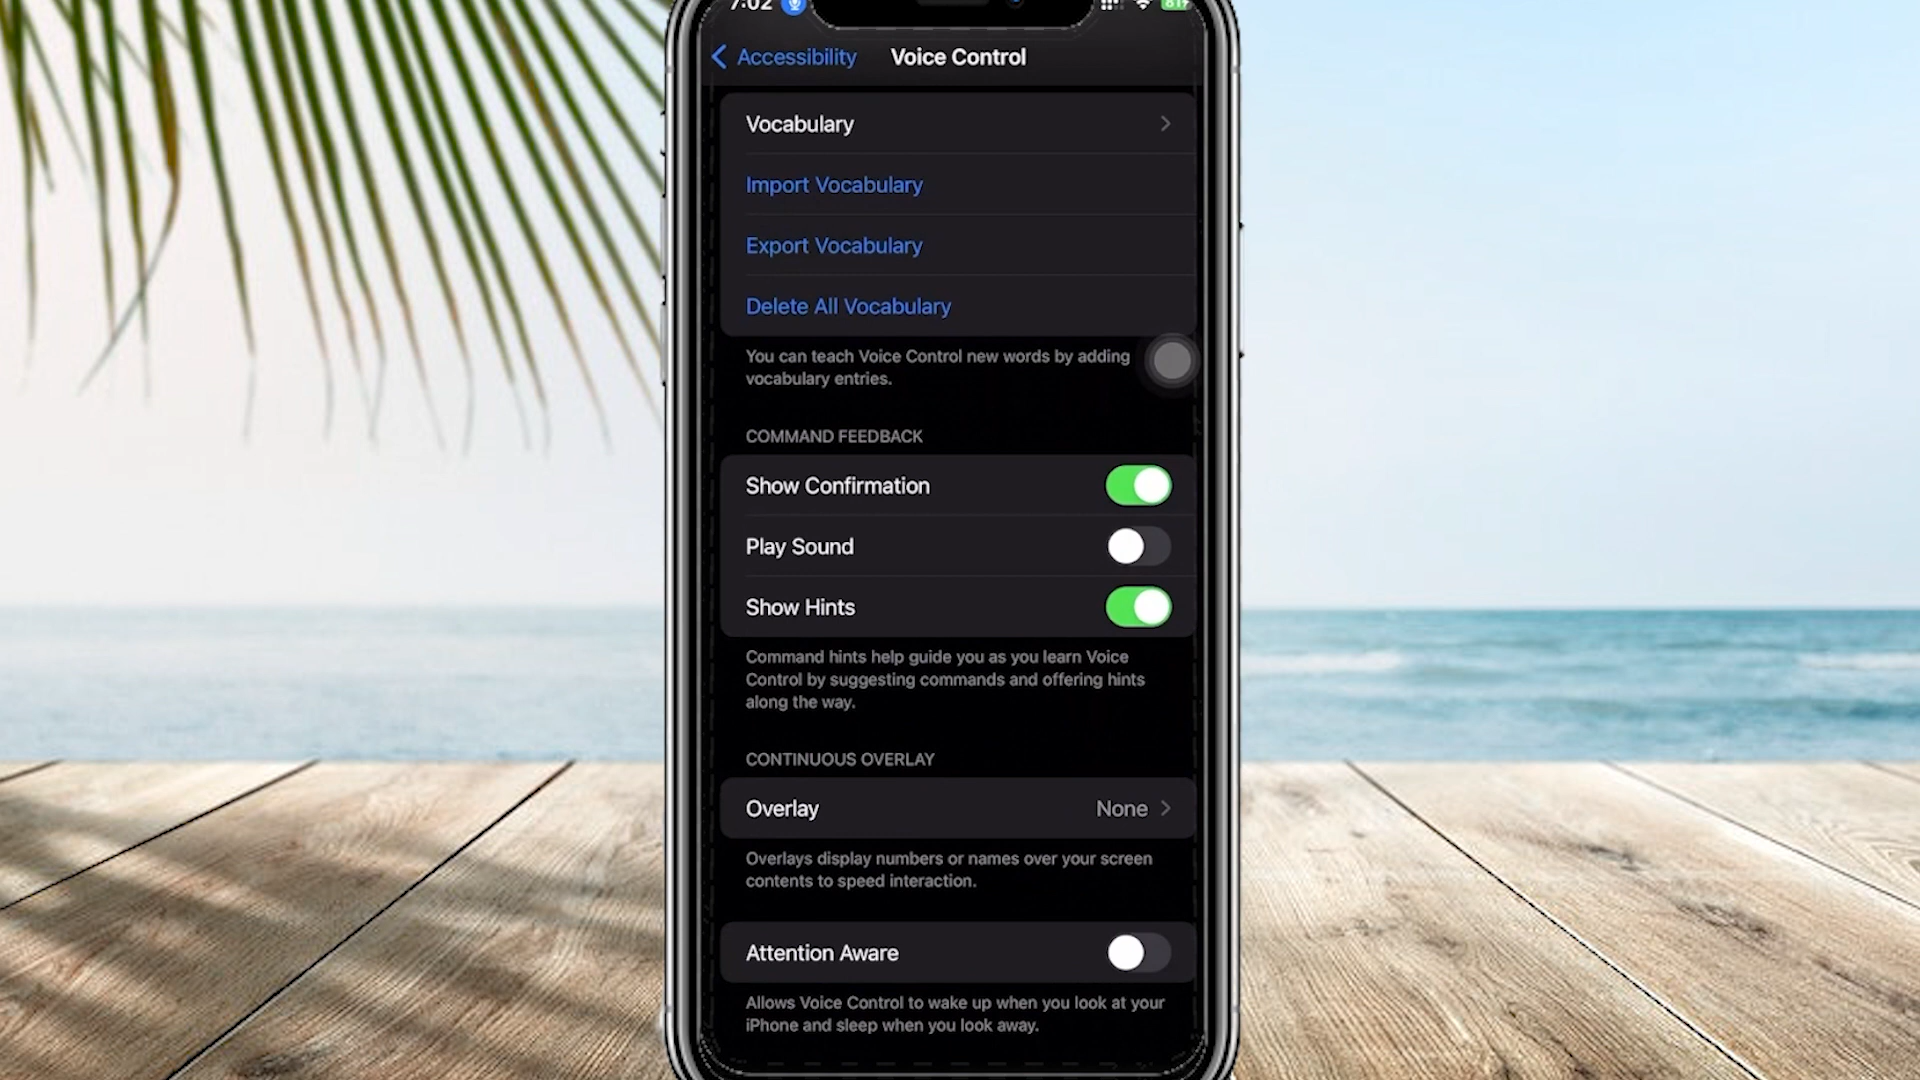 7:02
Accessibility Voice Control
Vocabulary
Import Vocabulary
Export Vocabulary
Delete All Vocabulary
You can teach Voice Control new words by adding
vocabulary entries.
COMMAND FEEDBACK
Show Confirmation
Play Sound
Show Hints
Command hints help guide you as you learn Voice
Control by suggesting commands and offering hints
along the way.
CONTINUOUS OVERLAY
Overlay None
Overlays display numbers or names over your screen
contents to speed interaction.
Attention Aware
Allows Voice Control to wake up when you look at your
iPhone and sleep when you look away.